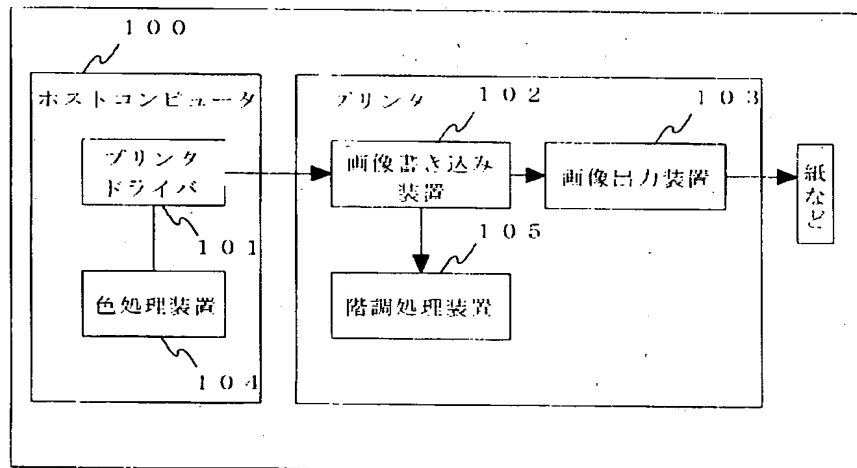 １００
ホストコンピュータ
プリンタ
ドライバ
１０１
色処理装置
１０４
プリンタ
１０２
画像書き込み
装置
１０３
画像出力装置
１０５
階調処理装置
紙など